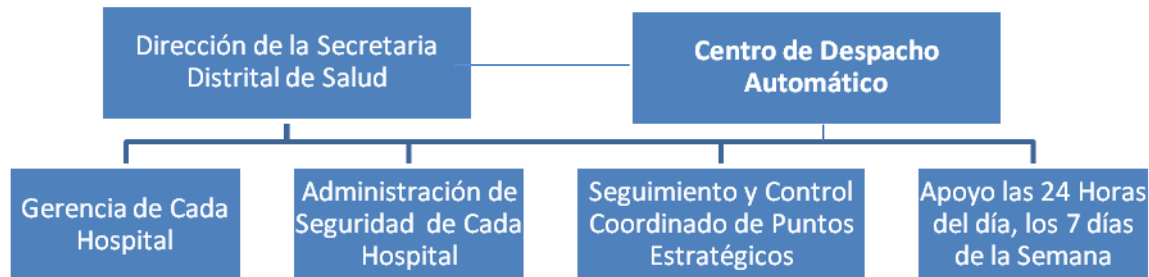 Dirección de la Secretaria
Distrital de Salud
Centro de Despacho
Automático
Gerencia de Cada
Hospital
Administración de
Seguridad de Cada
Hospital
Seguimiento y Control
Coordinado de Puntos
Estratégicos
Apoyo las 24 Horas
del día, los 7 días
de la Semana